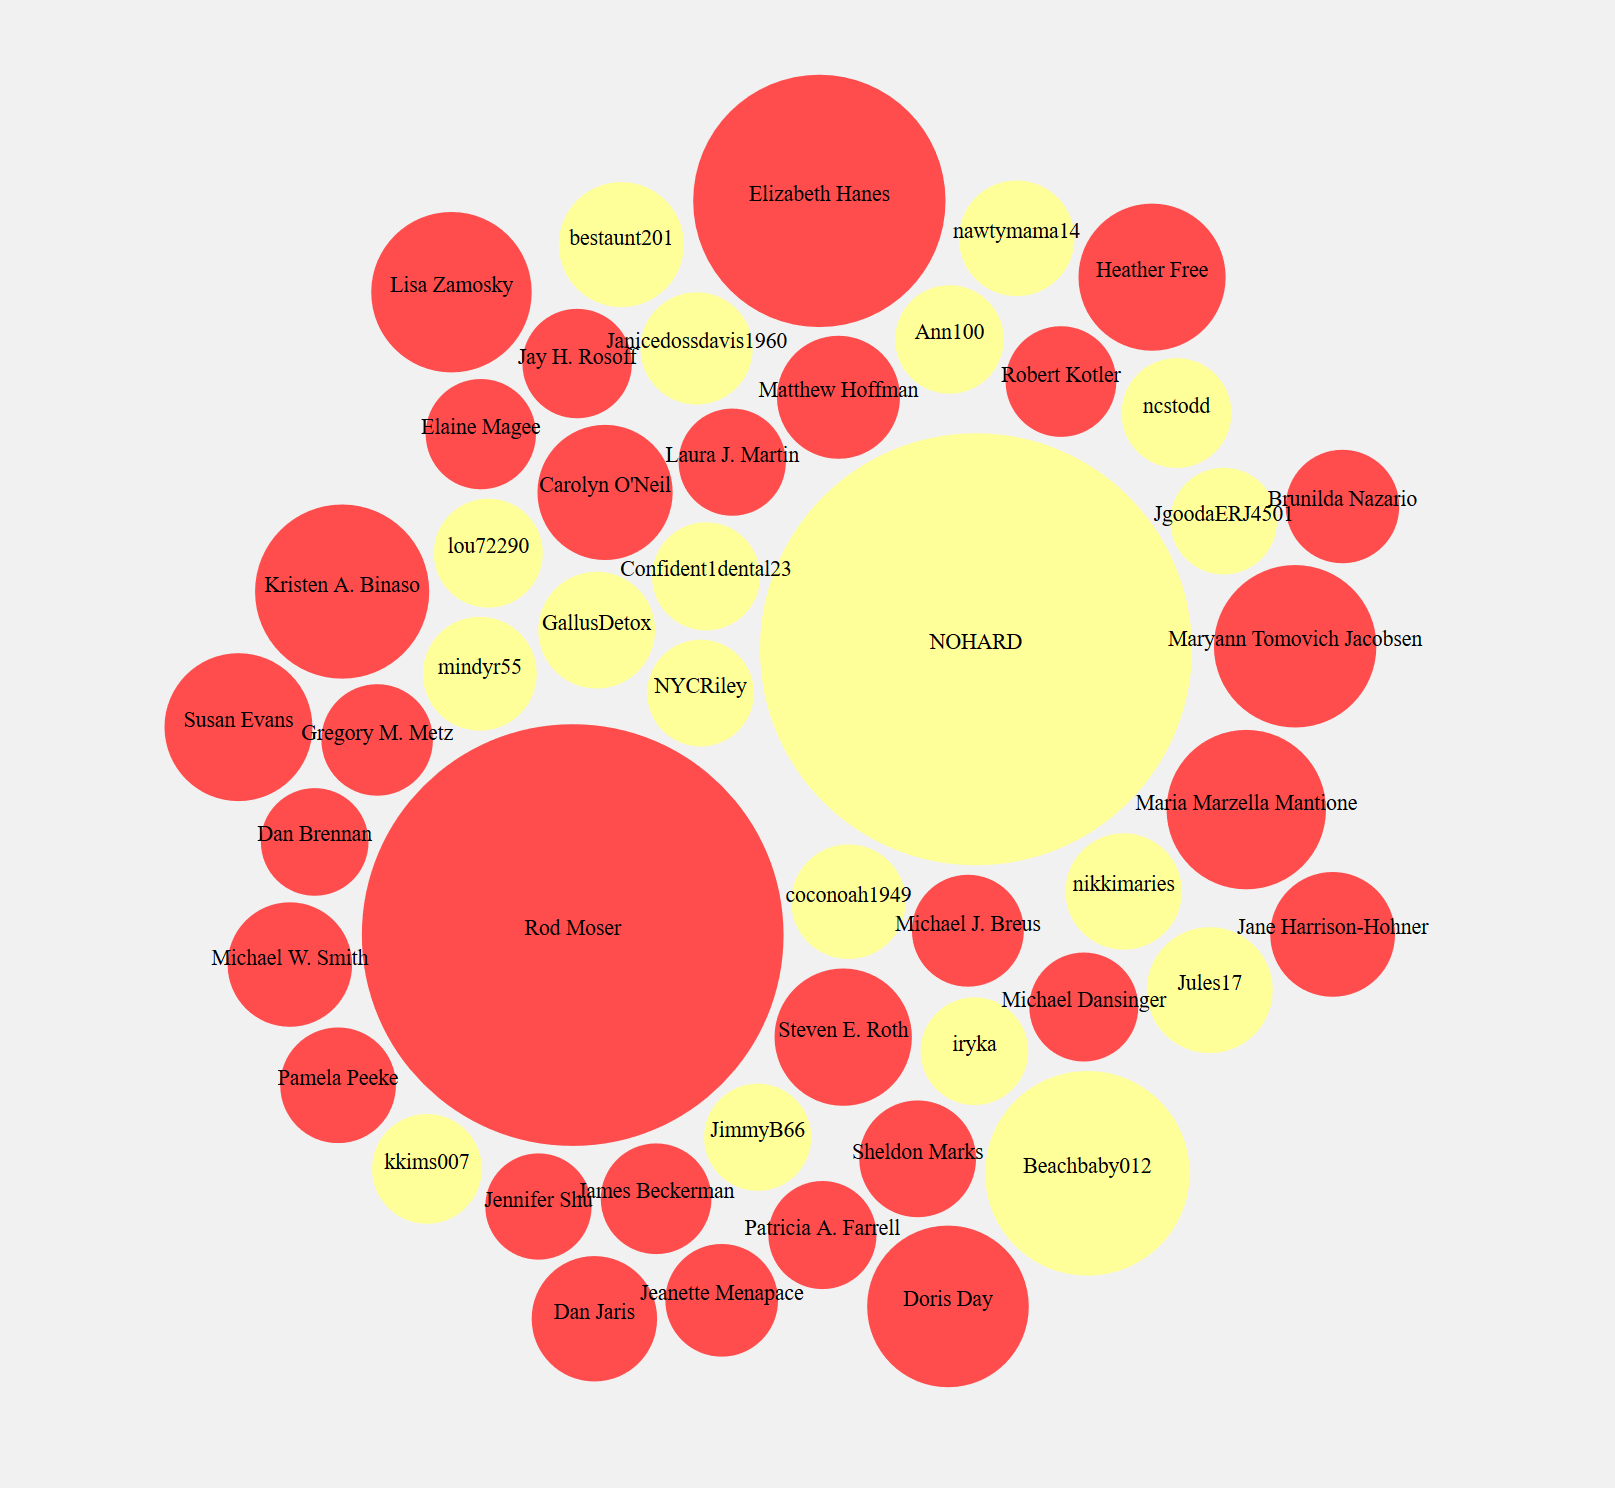 Elizabeth Hanes
bestaunt201
nawtymama14
Heather Free
Lisa Zamosky
Ann100
Janicedossdavis1960
Jay H. Rosoff
Robert Kotler
Matthew Hoffman
ncstodd
Elaine Magee
Laura J. Martin
Carolyn O'Neil
Brunilda Nazario
JgoodaERJ4501
lou72290
Confident1dental23
Kristen A. Binaso
GallusDetox
NOHARD
Maryann Tomovich Jacobsen
mindyr55
NYCRiley
Susan Evans
Gregory M. Metz
Maria Marzella Mantione
Dan Brennan
nikkimaries
coconoah1949
Michael J. Breus
Rod Moser
Jane Harrison-Hohner
Michael W. Smith
Jules17
Michael Dansinger
Steven E. Roth
iryka
Pamela Peeke
JimmyB66
Sheldon Marks
kkims007
Beachbaby012
James Beckerman
Jennifer Shu
Patricia A. Farrell
Jeanette Menapace
Doris Day
Dan Jaris